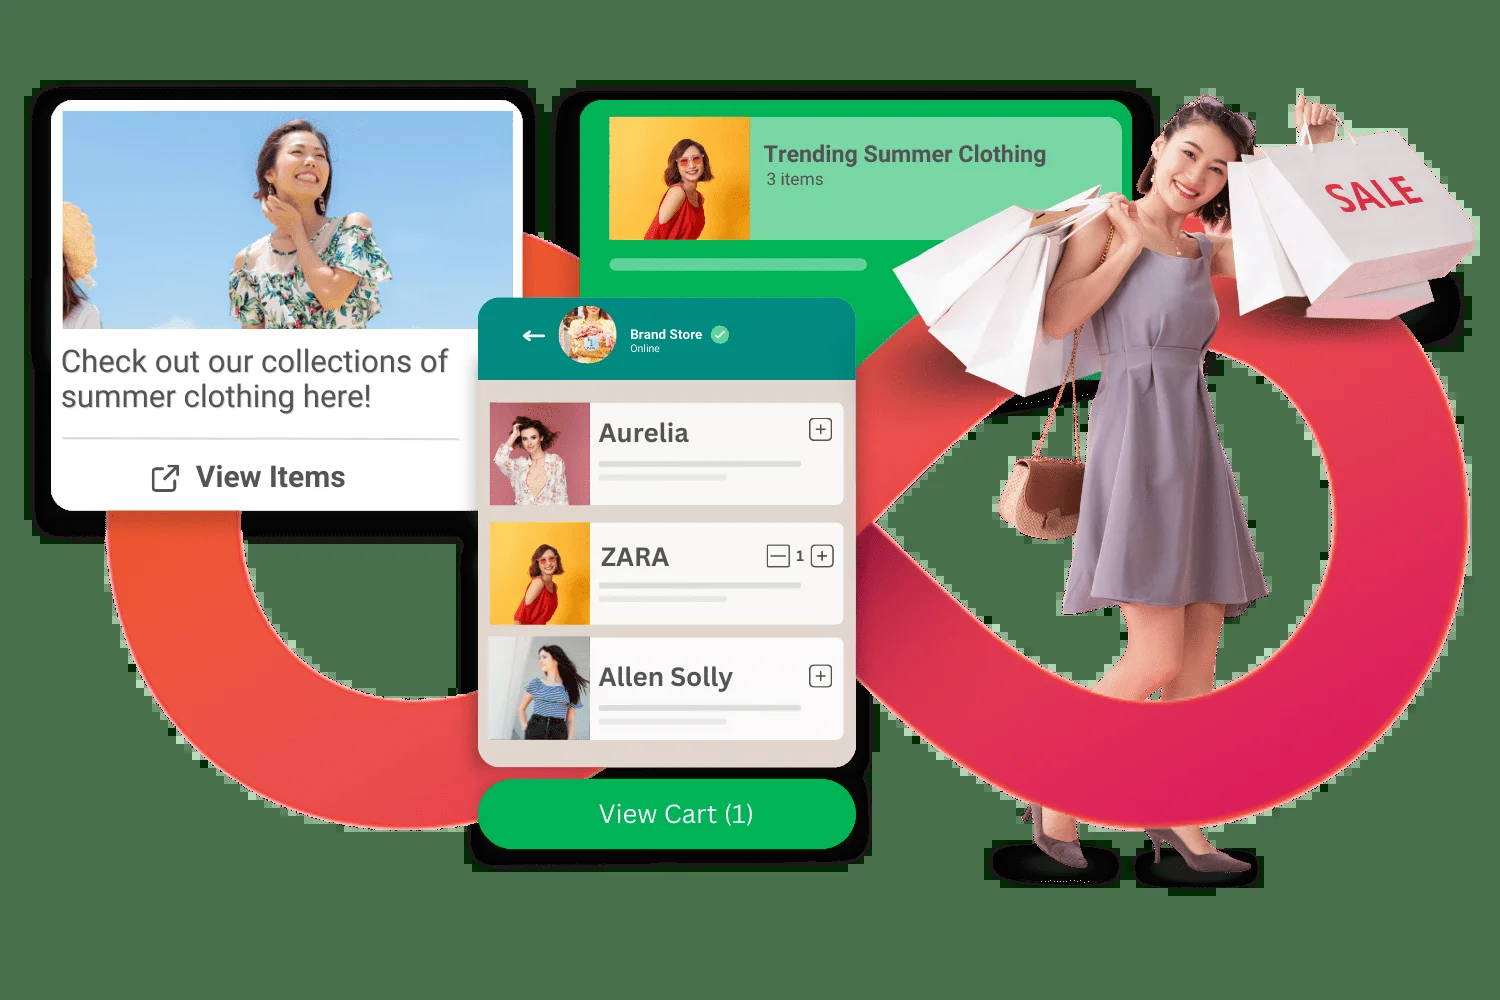 Check out our collections of
summer clothing here!
View Items
Trending Summer Clothing
3 items
SALE
Brand Store
Online
Aurelia
ZARA
1
Allen Solly
View Cart (1)